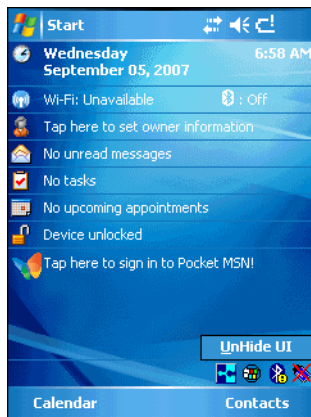 Start
Wednesday 6:58 AM
September 05, 2007
Wi-Fi: Unavailable : Off
Tap here to set owner information
No unread messages
No tasks
No upcoming appointments
Device unlocked
Tap here to sign in to Pocket MSN!
UnHide UI
Calendar Contacts